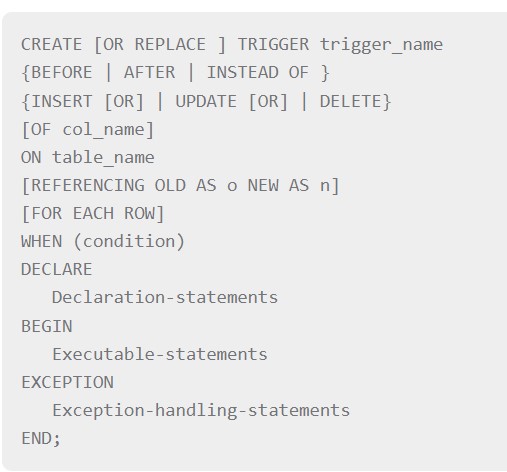 CREATE [OR REPLACE ] TRIGGER trigger_name
{BEFORE | AFTER | INSTEAD OF }
{INSERT [OR] | UPDATE [OR] | DELETE}
[OF col_name]
ON table_name
[REFERENCING OLD AS o NEW AS n]
[FOR EACH ROW]
WHEN (condition)
DECLARE
   Declaration-statements
BEGIN
   Executable-statements
EXCEPTION
   Exception-handling-statements
END;